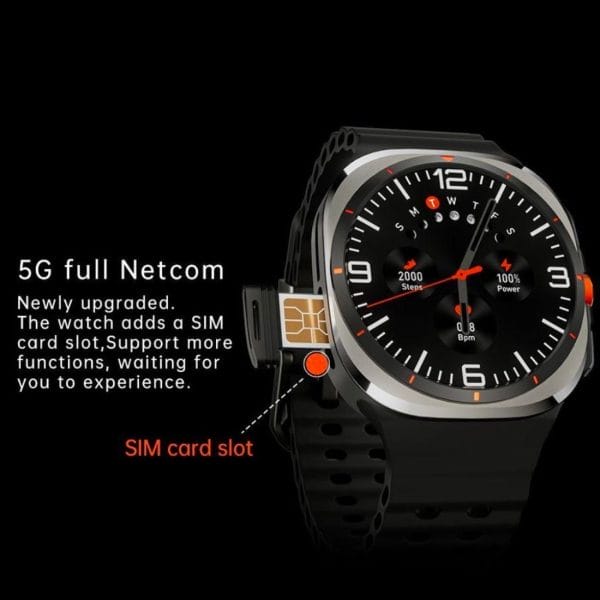 5G full Netcom
Newly upgraded.
The watch adds a SIM
card slot,Support more
functions, waiting for
you to experience.
SIM card slot
12
S M T W T F S
2000
Steps
100%
Power
9
3
Bpm
6